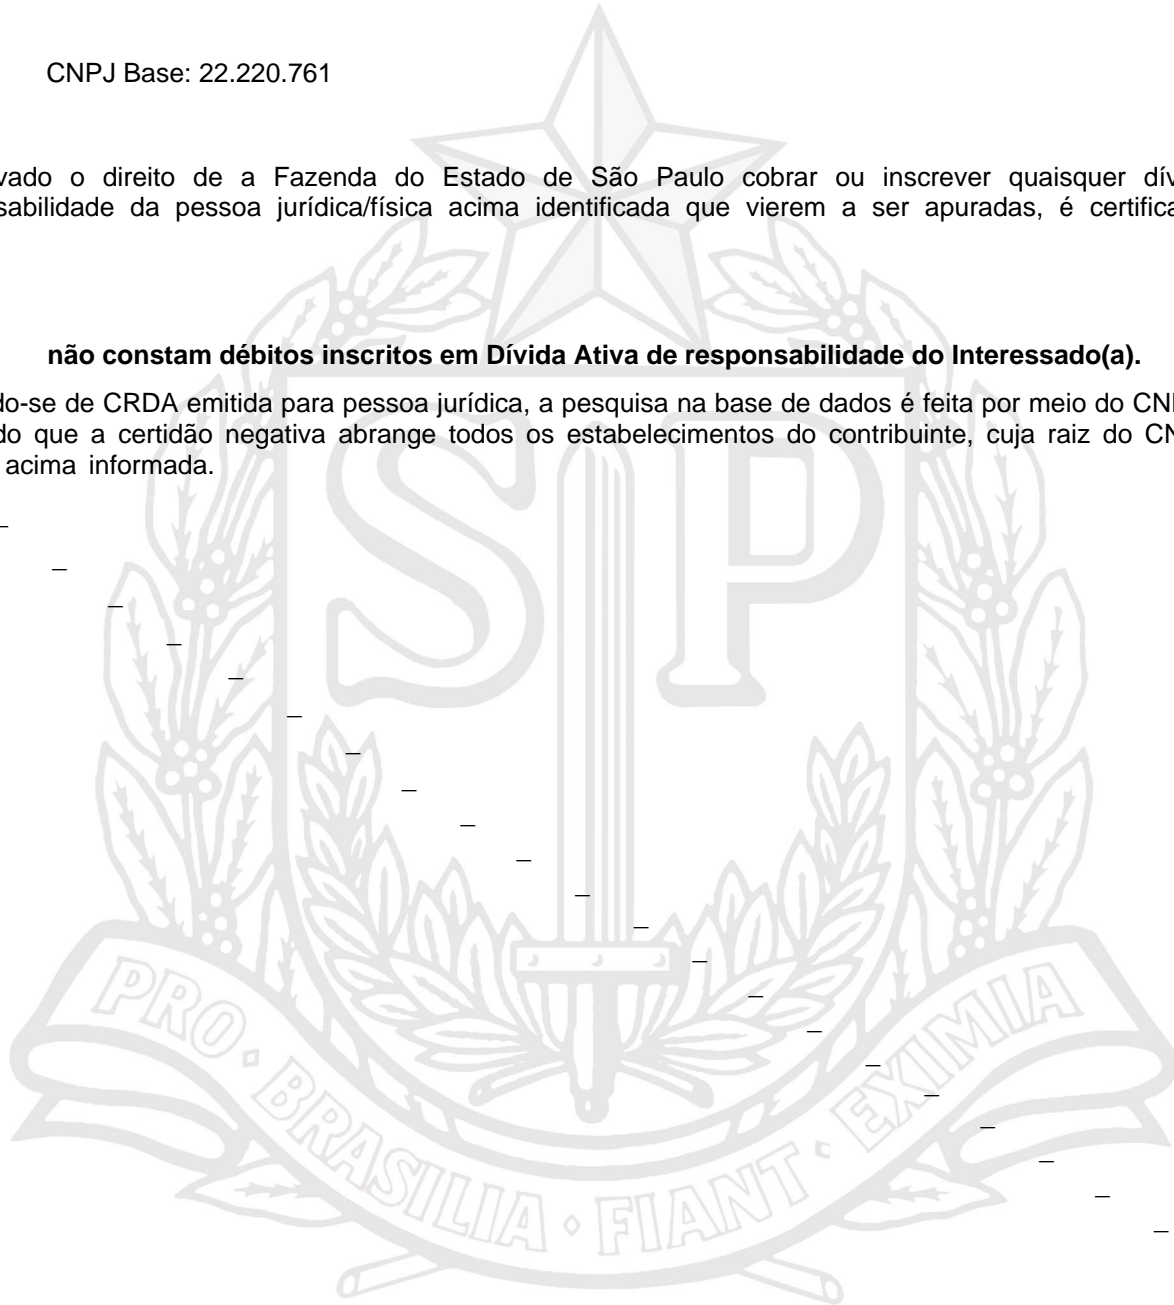 CNPJ Base: 22.220.761
vado o direito de a Fazenda do Estado de São Paulo cobrar ou inscrever quaisquer dív
sabilidade da pessoa jurídica/física acima identificada que vierem a ser apuradas, é certifica
não constam débitos inscritos em Dívida Ativa de responsabilidade do Interessado(a).
do-se de CRDA emitida para pessoa jurídica, a pesquisa na base de dados é feita por meio do CN
do que a certidão negativa abrange todos os estabelecimentos do contribuinte, cuja raiz do CN
acima informada.
SP
PRO · BRASILIA · FIANT · EXIMIA